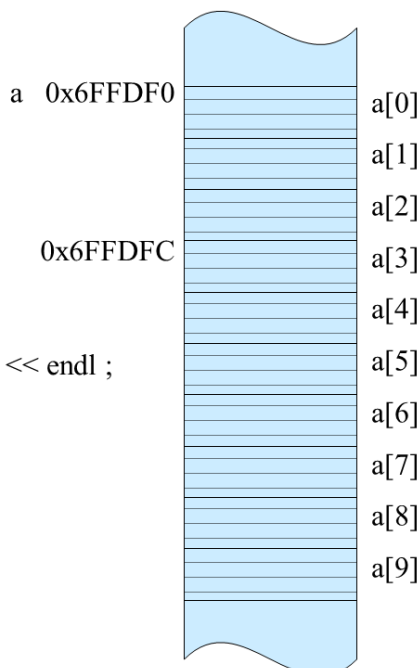 a 0x6FFDF0
a[0]
a[1]
a[2]
0x6FFDFC
a[3]
a[4]
<< endl ;
a[5]
a[6]
a[7]
a[8]
a[9]